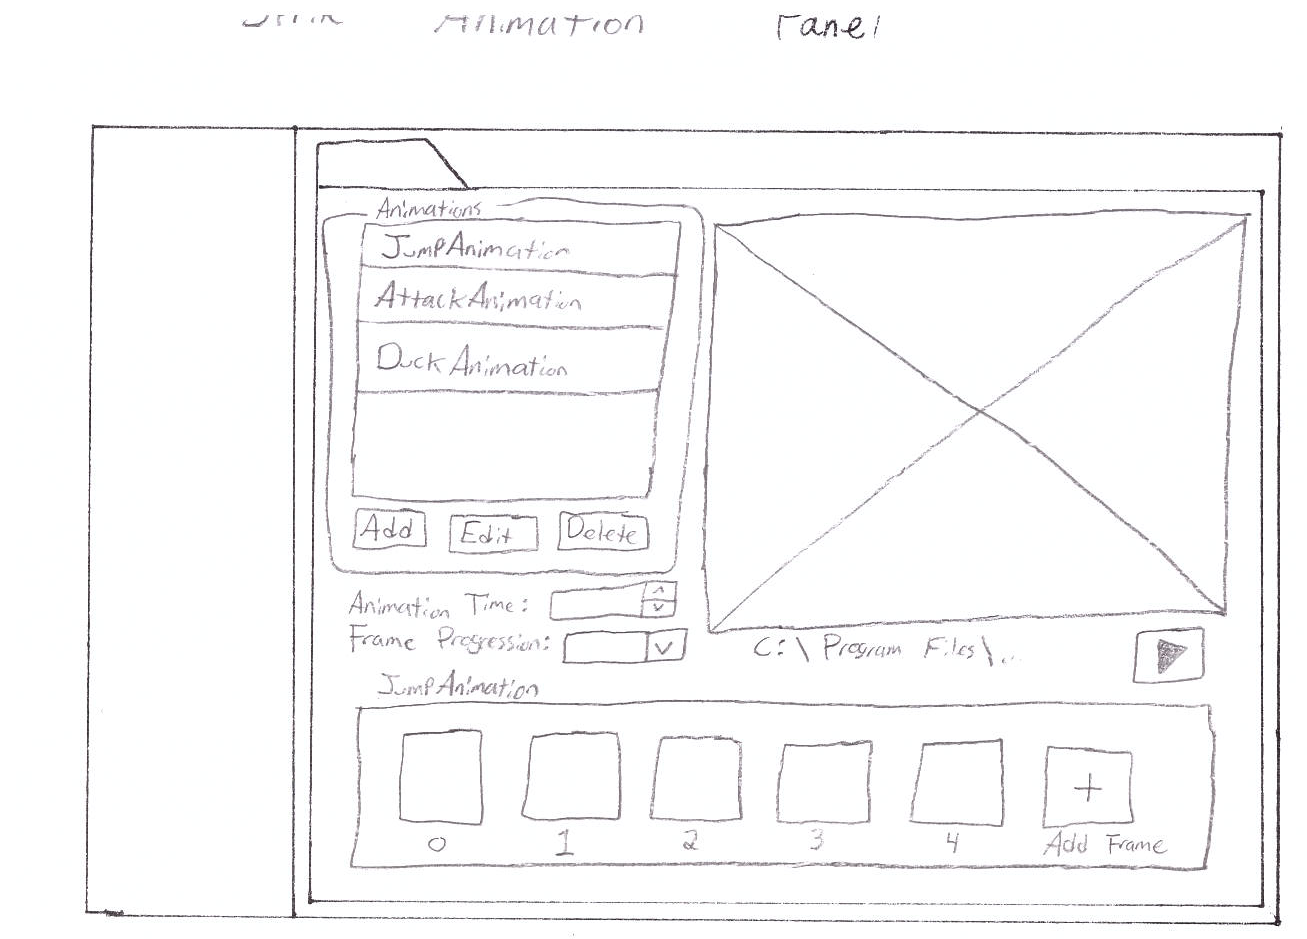 Animation Panel
Animations
JumpAnimation
AttackAnimation
DuckAnimation
Add Edit Delete
Animation Time:
Frame Progression:
C:\Program Files\...
JumpAnimation
0 1 2 3 4 +
Add Frame